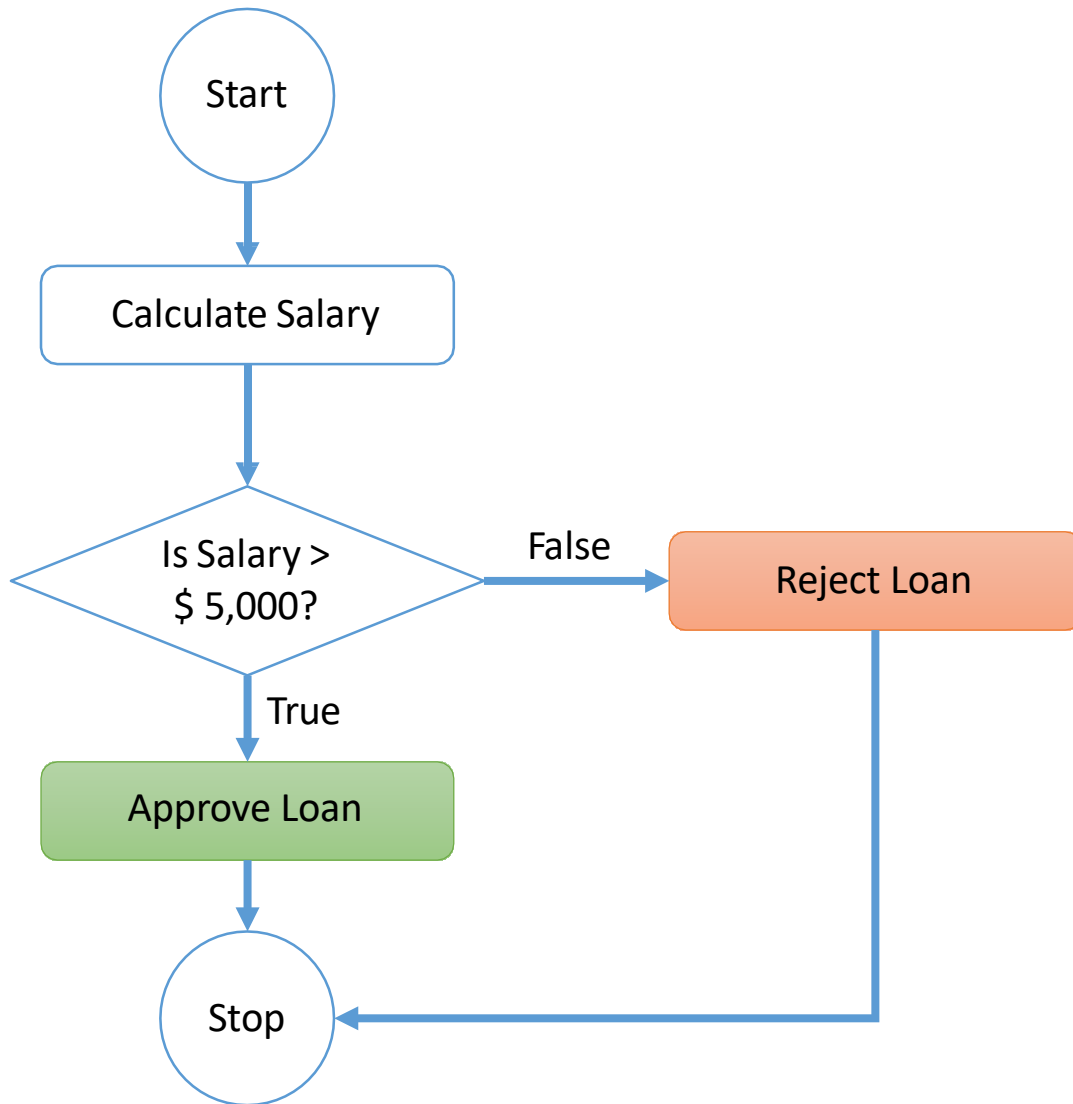 Start
Calculate Salary
Is Salary >
$ 5,000?
False
Reject Loan
True
Approve Loan
Stop